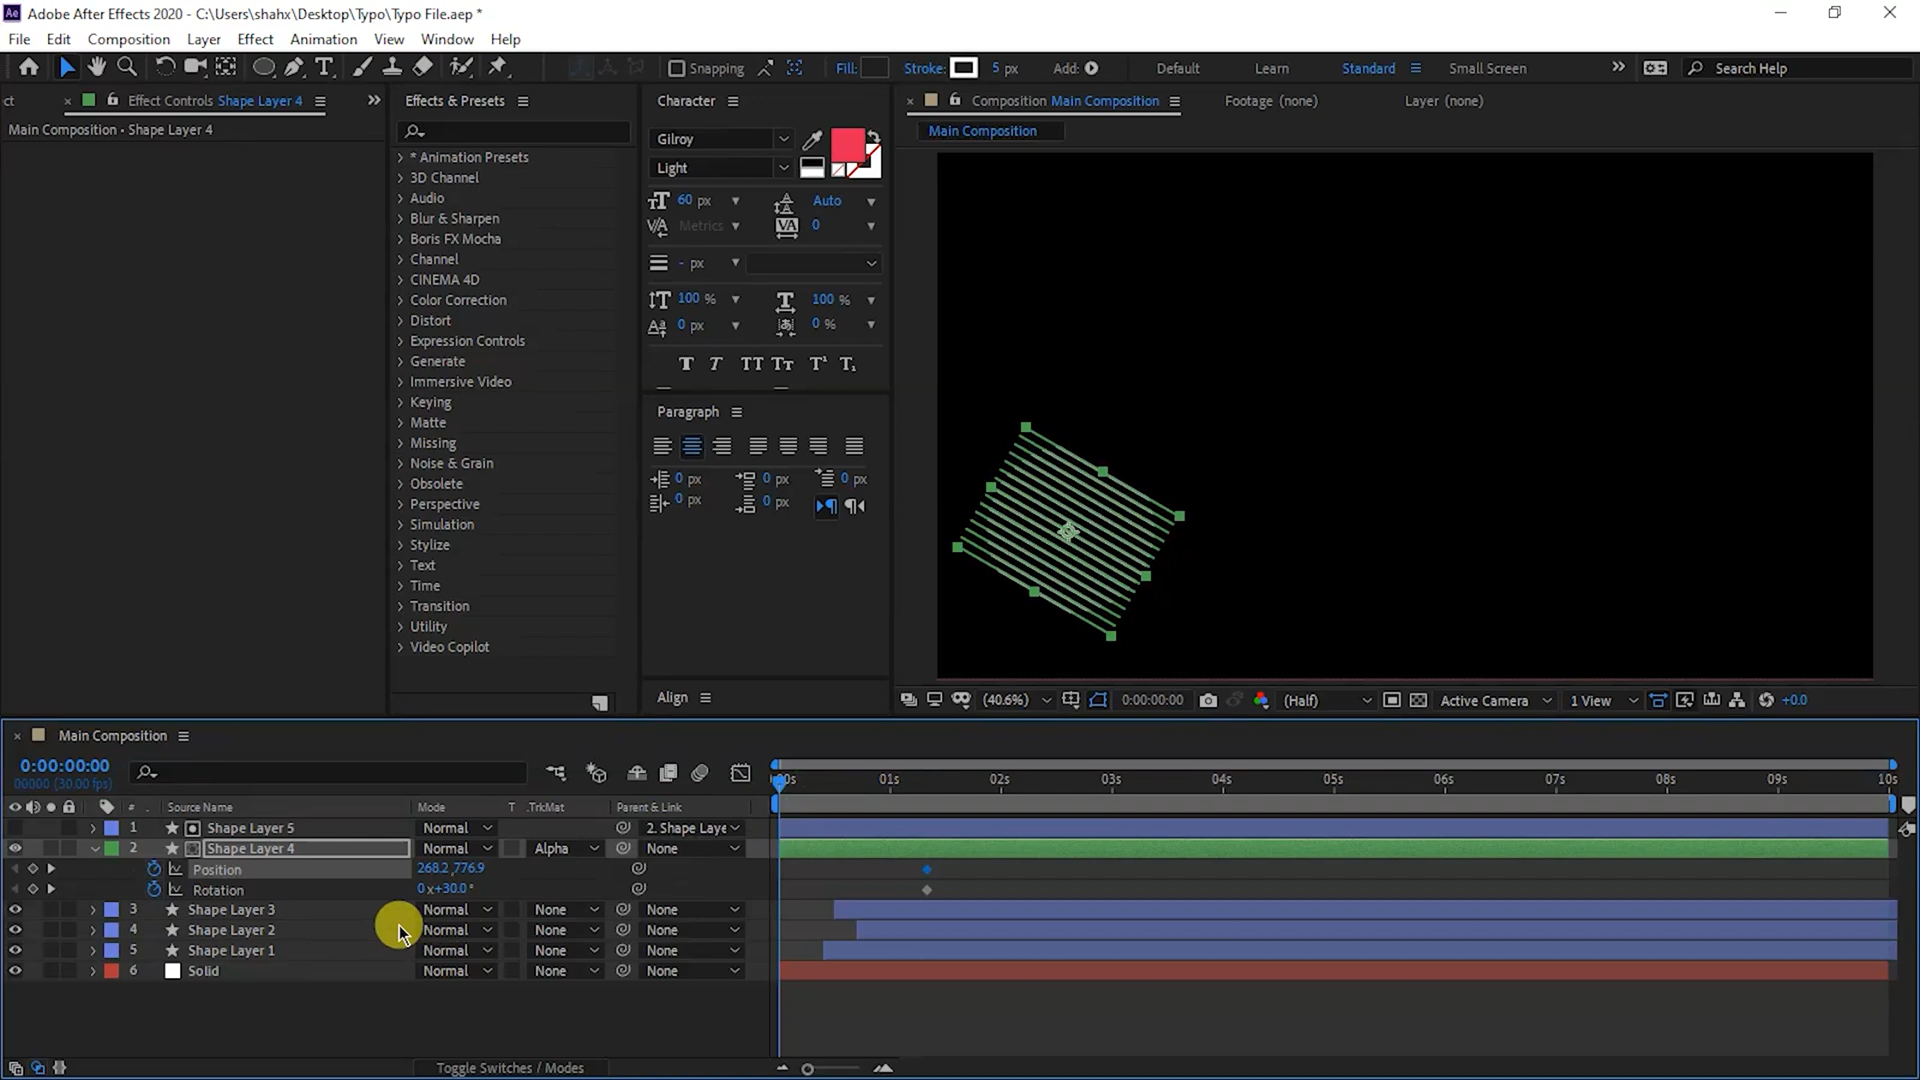 Adobe After Effects 2020 - C:\Users\shahx\Desktop\Typo\Typo File.aep *
File Edit Composition Layer Effect Animation View Window Help
Snapping Fill: Stroke: 5 px Add: Default Learn Standard Small Screen Search Help
ct Effect Controls Shape Layer 4
Main Composition • Shape Layer 4
Effects & Presets
* Animation Presets
3D Channel
Audio
Blur & Sharpen
Boris FX Mocha
Channel
CINEMA 4D
Color Correction
Distort
Expression Controls
Generate
Immersive Video
Keying
Matte
Missing
Noise & Grain
Obsolete
Perspective
Simulation
Stylize
Text
Time
Transition
Utility
Video Copilot
Character
Gilroy
Light
60 px Auto
Metrics 0
- px
100 % 100 %
0 px 0 %
Paragraph
0 px 0 px 0 px
0 px 0 px
Align
Composition Main Composition Footage (none) Layer (none)
Main Composition
(40.6%) 0:00:00:00 (Half) Active Camera 1 View +0.0
Main Composition
0:00:00:00
00000 (30.00 fps)
:00s 01s 02s 03s 04s 05s 06s 07s 08s 09s 10s
# . Source Name Mode T .TrkMat Parent & Link
1 Shape Layer 5 Normal 2. Shape Laye
2 Shape Layer 4 Normal Alpha None
Position 268.2,776.9
Rotation 0x+30.0°
3 Shape Layer 3 Normal None None
4 Shape Layer 2 Normal None None
5 Shape Layer 1 Normal None None
6 Solid Normal None None
Toggle Switches / Modes